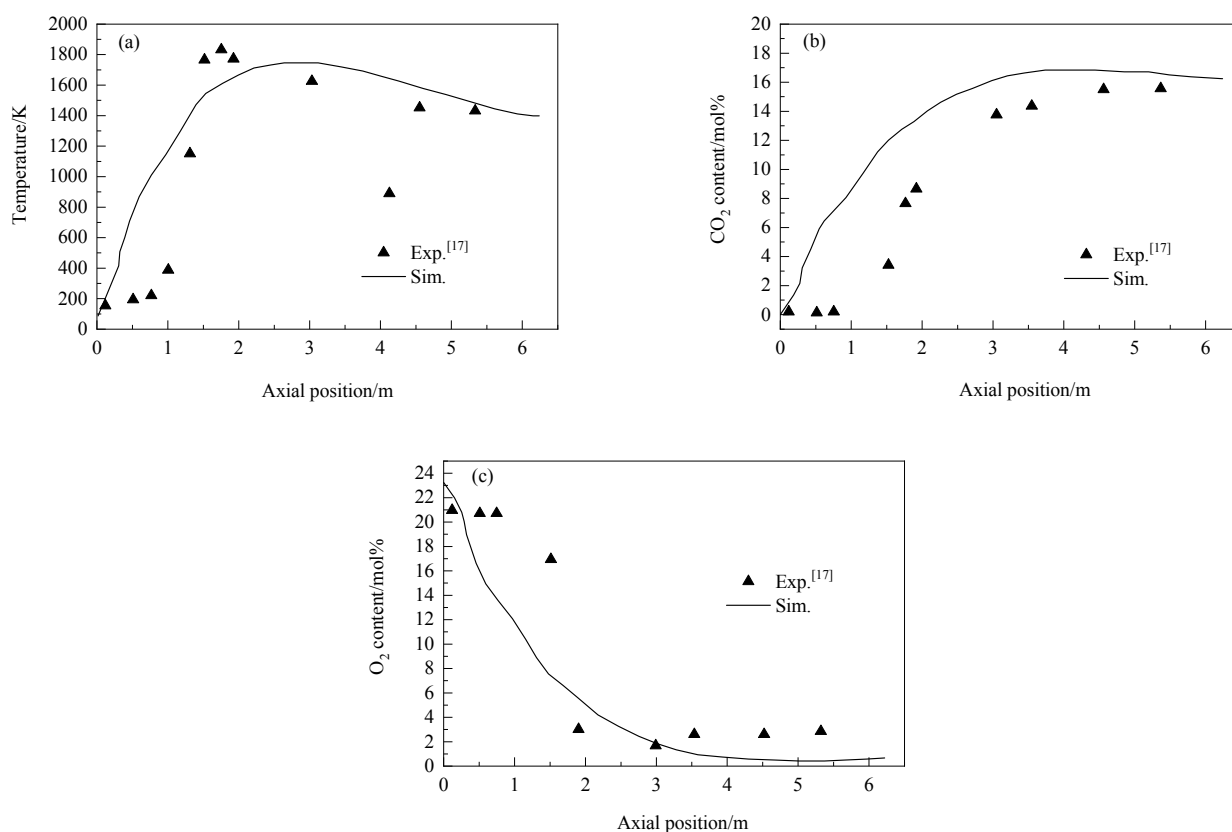 (a)
2000
1800
1600
1400
1200
1000
800
600
400
200
0
Temperature/K
Exp.[17]
Sim.
0 1 2 3 4 5 6
Axial position/m
(b)
20
18
16
14
12
10
8
6
4
2
0
CO2 content/mol%
Exp.[17]
Sim.
0 1 2 3 4 5 6
Axial position/m
(c)
24
22
20
18
16
14
12
10
8
6
4
2
0
O2 content/mol%
Exp.[17]
Sim.
0 1 2 3 4 5 6
Axial position/m